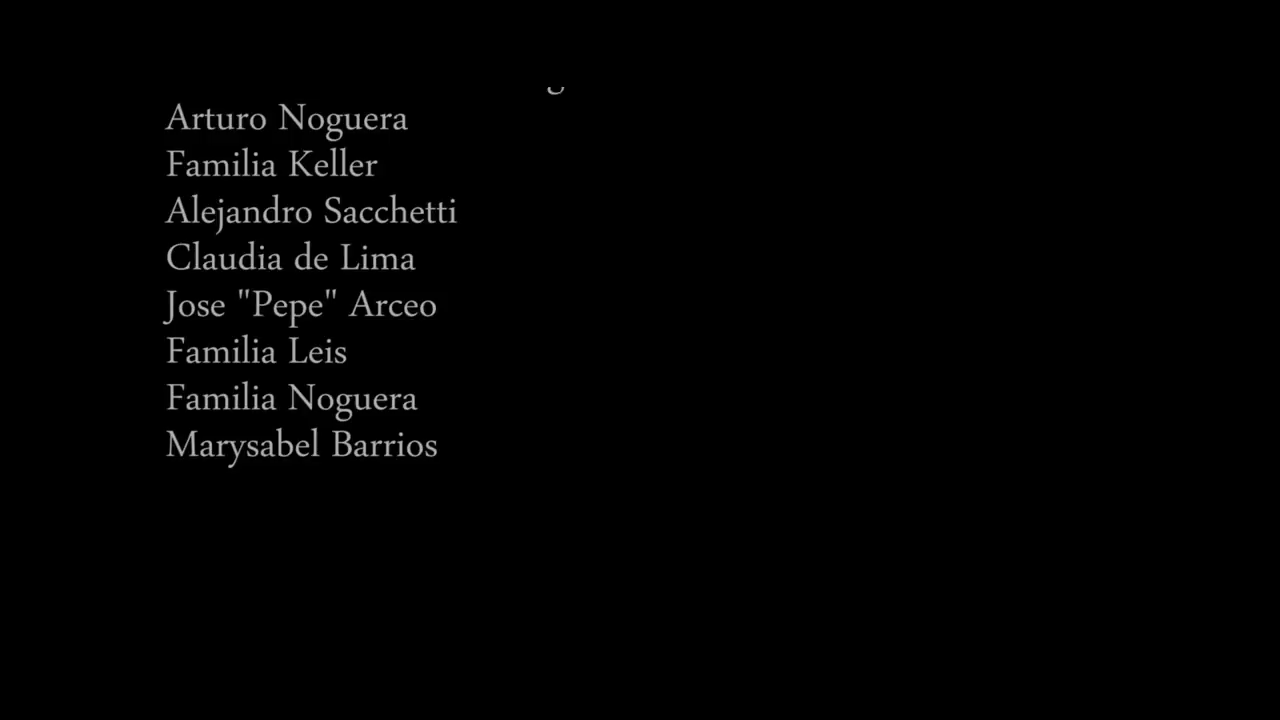 Arturo Noguera
Familia Keller
Alejandro Sacchetti
Claudia de Lima
Jose "Pepe" Arceo
Familia Leis
Familia Noguera
Marysabel Barrios